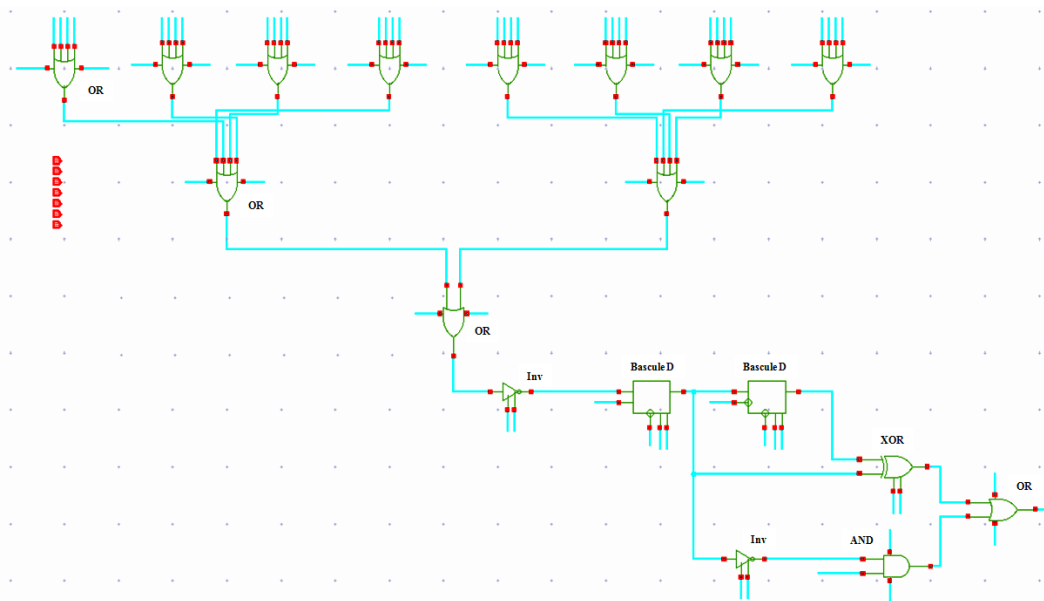 OR
OR
OR
Inv
Bascule D
Bascule D
XOR
OR
Inv
AND